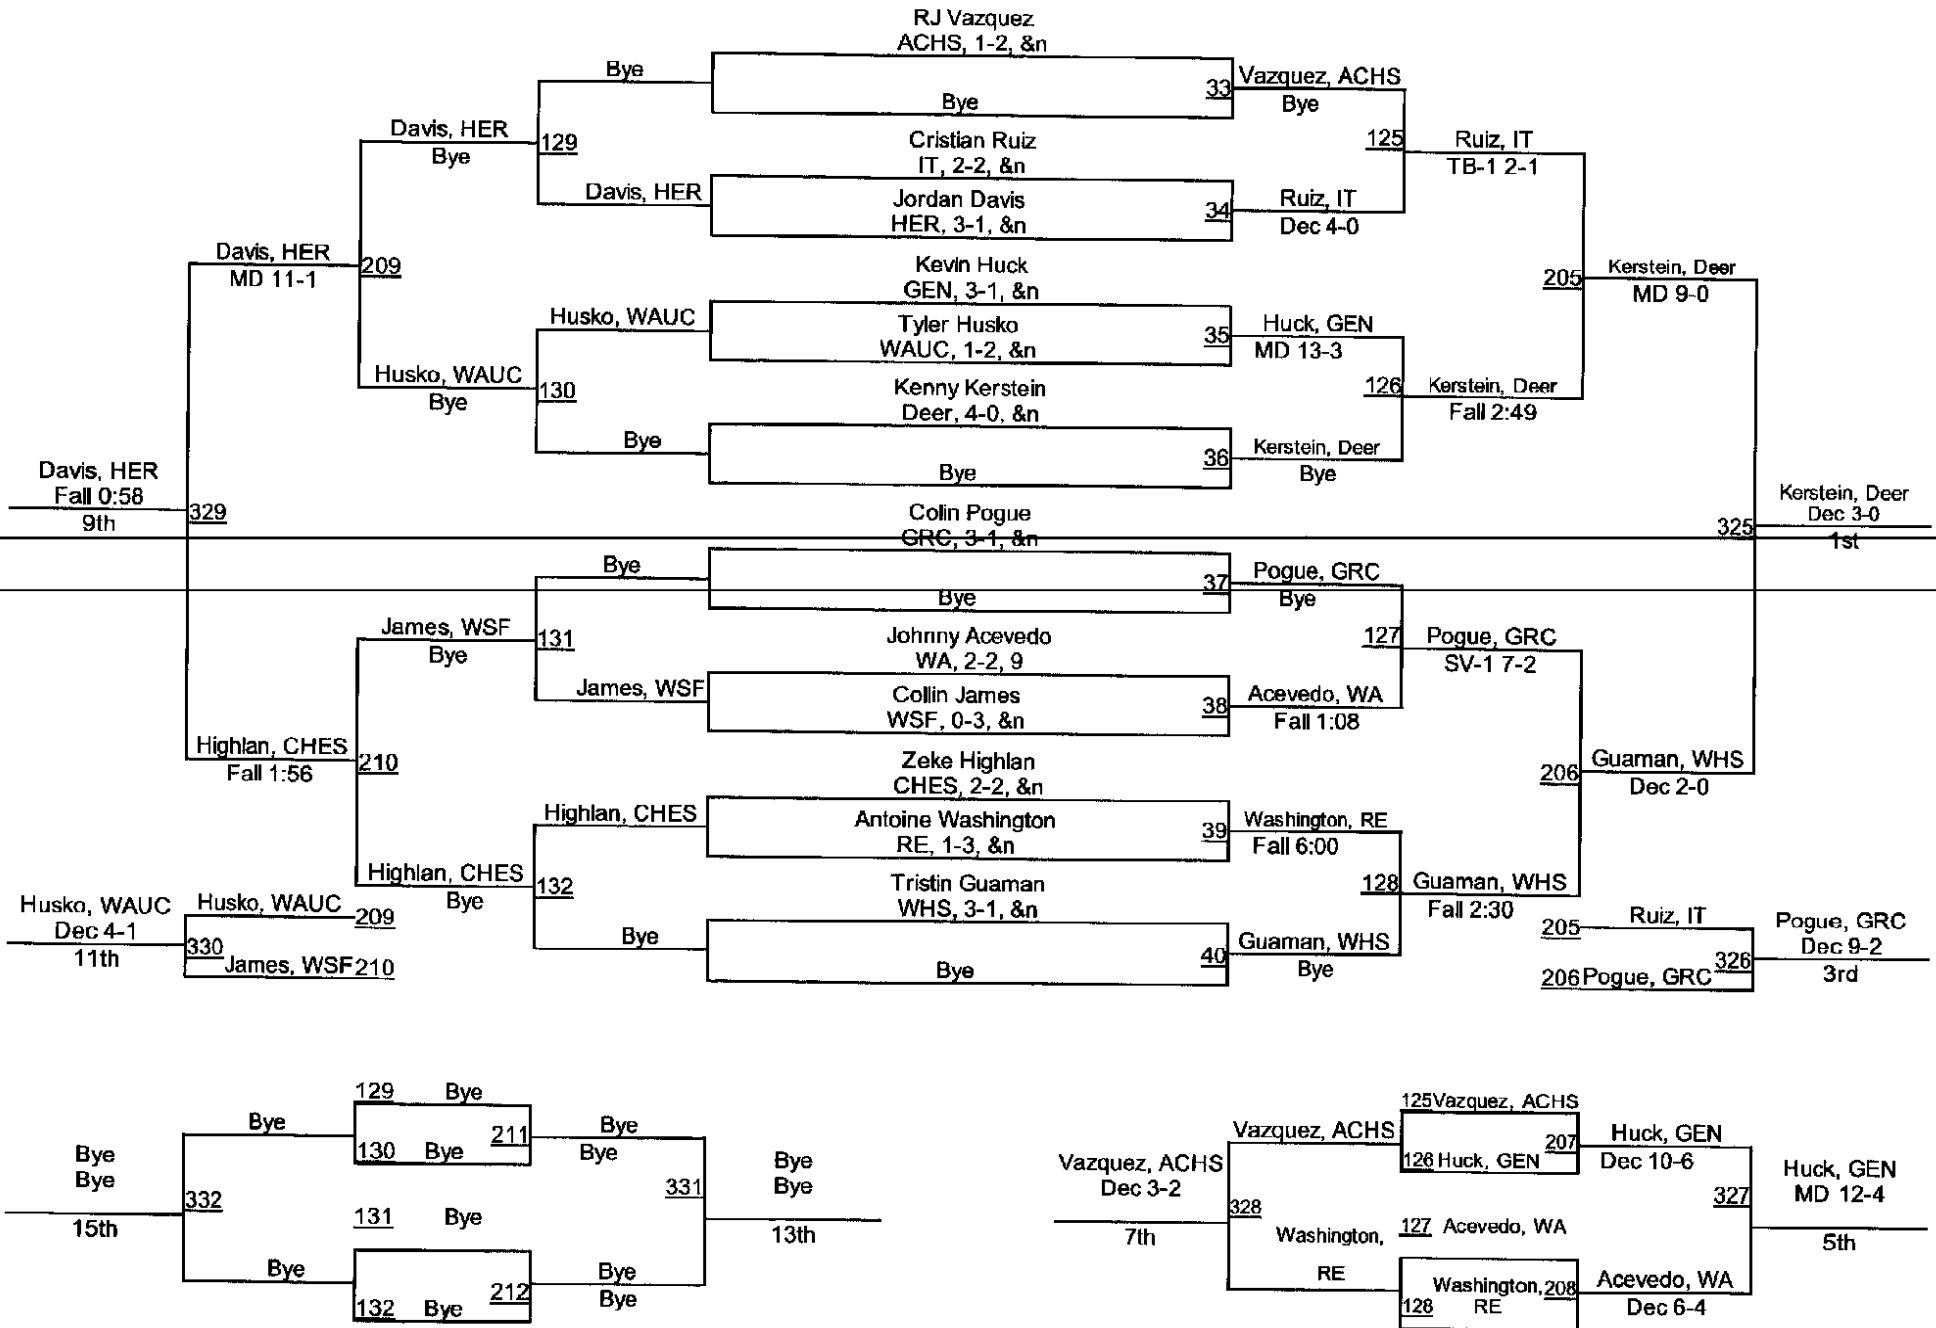 RJ Vazquez
ACHS, 1-2, &n
Bye
Bye
33
Vazquez, ACHS
Bye
Davis, HER
Bye
129
Cristian Ruiz
IT, 2-2, &n
125
Ruiz, IT
TB-1 2-1
Davis, HER
Jordan Davis
HER, 3-1, &n
34
Ruiz, IT
Dec 4-0
Davis, HER
MD 11-1
209
Kevin Huck
GEN, 3-1, &n
205
Kerstein, Deer
MD 9-0
Husko, WAUC
Tyler Husko
WAUC, 1-2, &n
35
Huck, GEN
MD 13-3
Husko, WAUC
Bye
130
Kenny Kerstein
Deer, 4-0, &n
126
Kerstein, Deer
Fall 2:49
Bye
Bye
36
Kerstein, Deer
Bye
Davis, HER
Fall 0:58
9th
329
Colin Pogue
GRC, 3-1, &n
325
Kerstein, Deer
Dec 3-0
1st
Bye
Bye
37
Pogue, GRC
Bye
James, WSF
Bye
131
Johnny Acevedo
WA, 2-2, 9
127
Pogue, GRC
SV-1 7-2
James, WSF
Collin James
WSF, 0-3, &n
38
Acevedo, WA
Fall 1:08
Highlan, CHES
Fall 1:56
210
Zeke Highlan
CHES, 2-2, &n
206
Guaman, WHS
Dec 2-0
Highlan, CHES
Antoine Washington
RE, 1-3, &n
39
Washington, RE
Fall 6:00
Highlan, CHES
Bye
132
Tristin Guaman
WHS, 3-1, &n
128
Guaman, WHS
Fall 2:30
Bye
Bye
40
Guaman, WHS
Bye
Husko, WAUC
Dec 4-1
11th
330
Husko, WAUC
209
James, WSF
210
205
Ruiz, IT
206
Pogue, GRC
326
Pogue, GRC
Dec 9-2
3rd
129
Bye
Bye
130
Bye
211
Bye
Bye
Bye
Bye
332
15th
131
Bye
331
Bye
Bye
13th
Bye
132
Bye
212
Bye
Bye
125
Vazquez, ACHS
Vazquez, ACHS
126
Huck, GEN
207
Huck, GEN
Dec 10-6
Vazquez, ACHS
Dec 3-2
7th
328
127
Acevedo, WA
327
Huck, GEN
MD 12-4
5th
Washington,
RE
Washington,
RE
128
208
Acevedo, WA
Dec 6-4